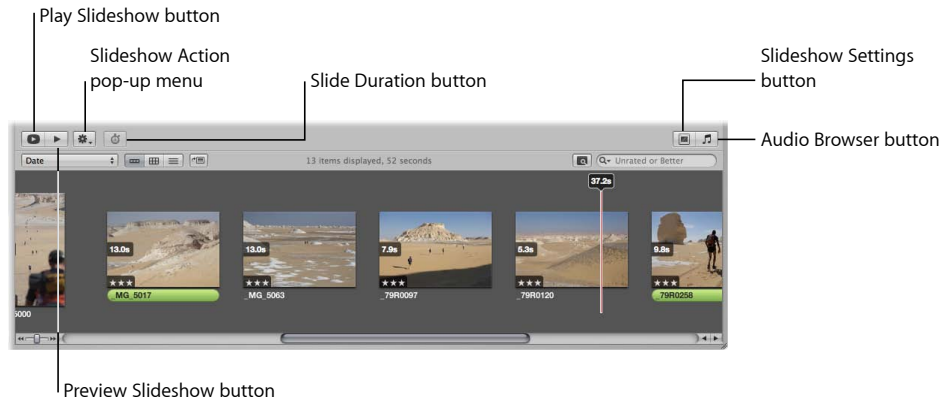 Play Slideshow button
Slideshow Action
pop-up menu
Slide Duration button
Slideshow Settings
button
Audio Browser button
Date
13 items displayed, 52 seconds
Unrated or Better
37.2s
13.0s
13.0s
7.9s
5.3s
9.8s
5000
_MG_5017
_MG_5063
_79R0097
_79R0120
_79R0258
Preview Slideshow button